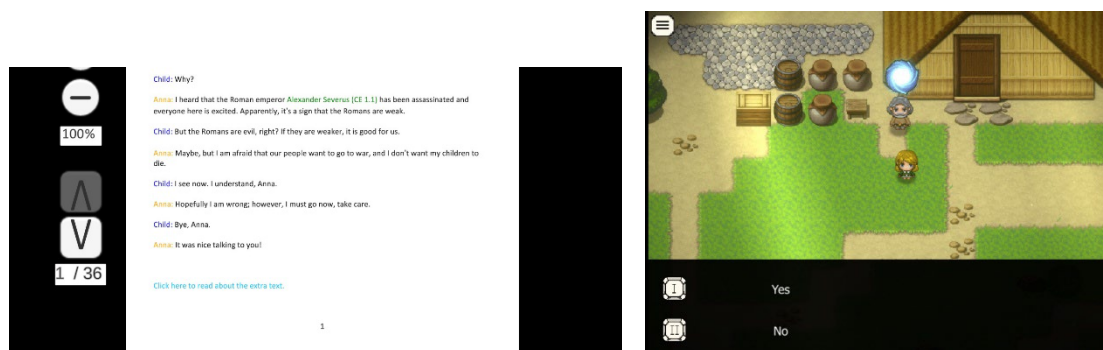 Child: Why?
Anna: I heard that the Roman emperor Alexander Severus [CE 1.1] has been assassinated and
everyone here is excited. Apparently, it's a sign that the Romans are weak.
Child: But the Romans are evil, right? If they are weaker, it is good for us.
Anna: Maybe, but I am afraid that our people want to go to war, and I don't want my children to
die.
Child: I see now. I understand, Anna.
Anna: Hopefully I am wrong; however, I must go now, take care.
Child: Bye, Anna.
Anna: It was nice talking to you!
Click here to read about the extra text.
1
100%
1 / 36
I Yes
II No